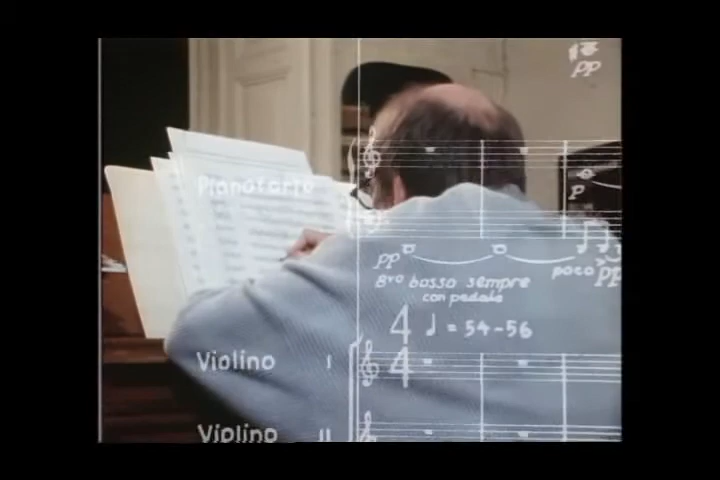 pp
Pianoforte
p
pp
8vo basso sempre
poco pp
con pedale
4 4 ♩ = 54-56
Violino I
Violino II